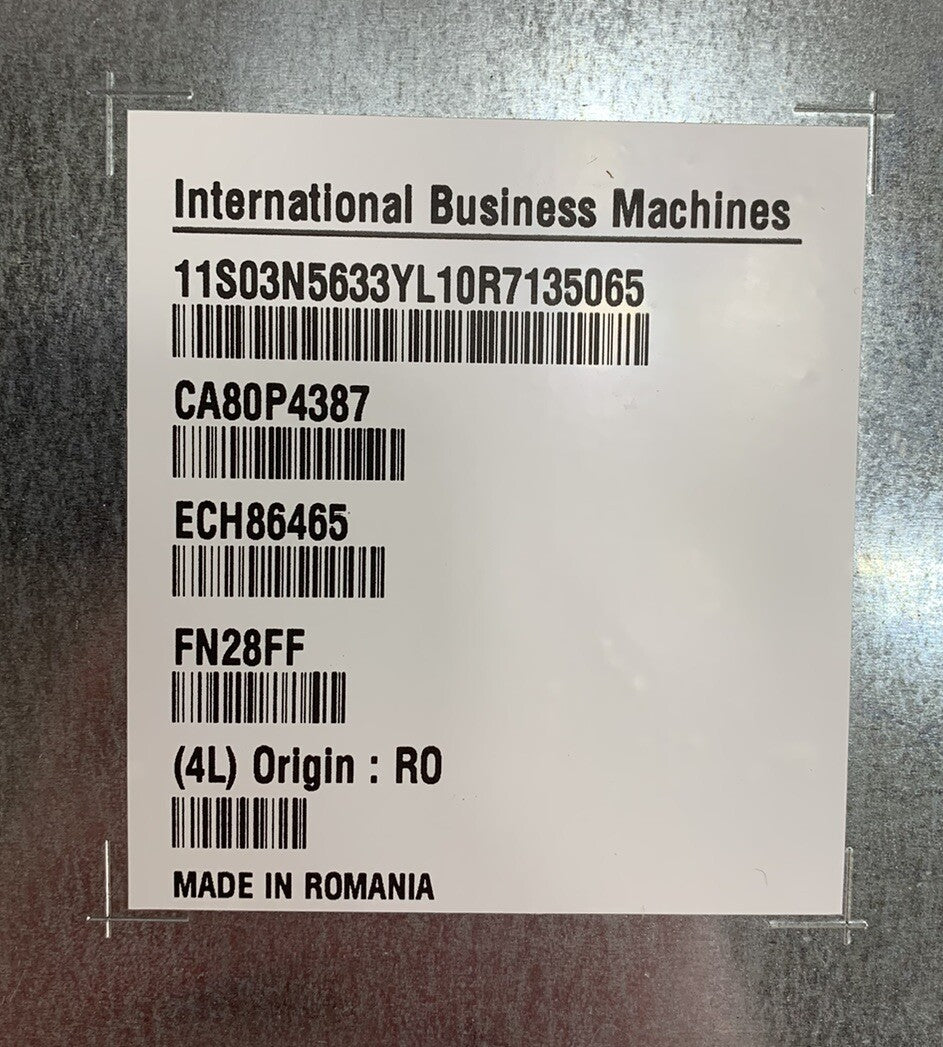 International Business Machines
11S03N5633YL10R7135065
CA80P4387
ECH86465
FN28FF
(4L) Origin : RO
MADE IN ROMANIA